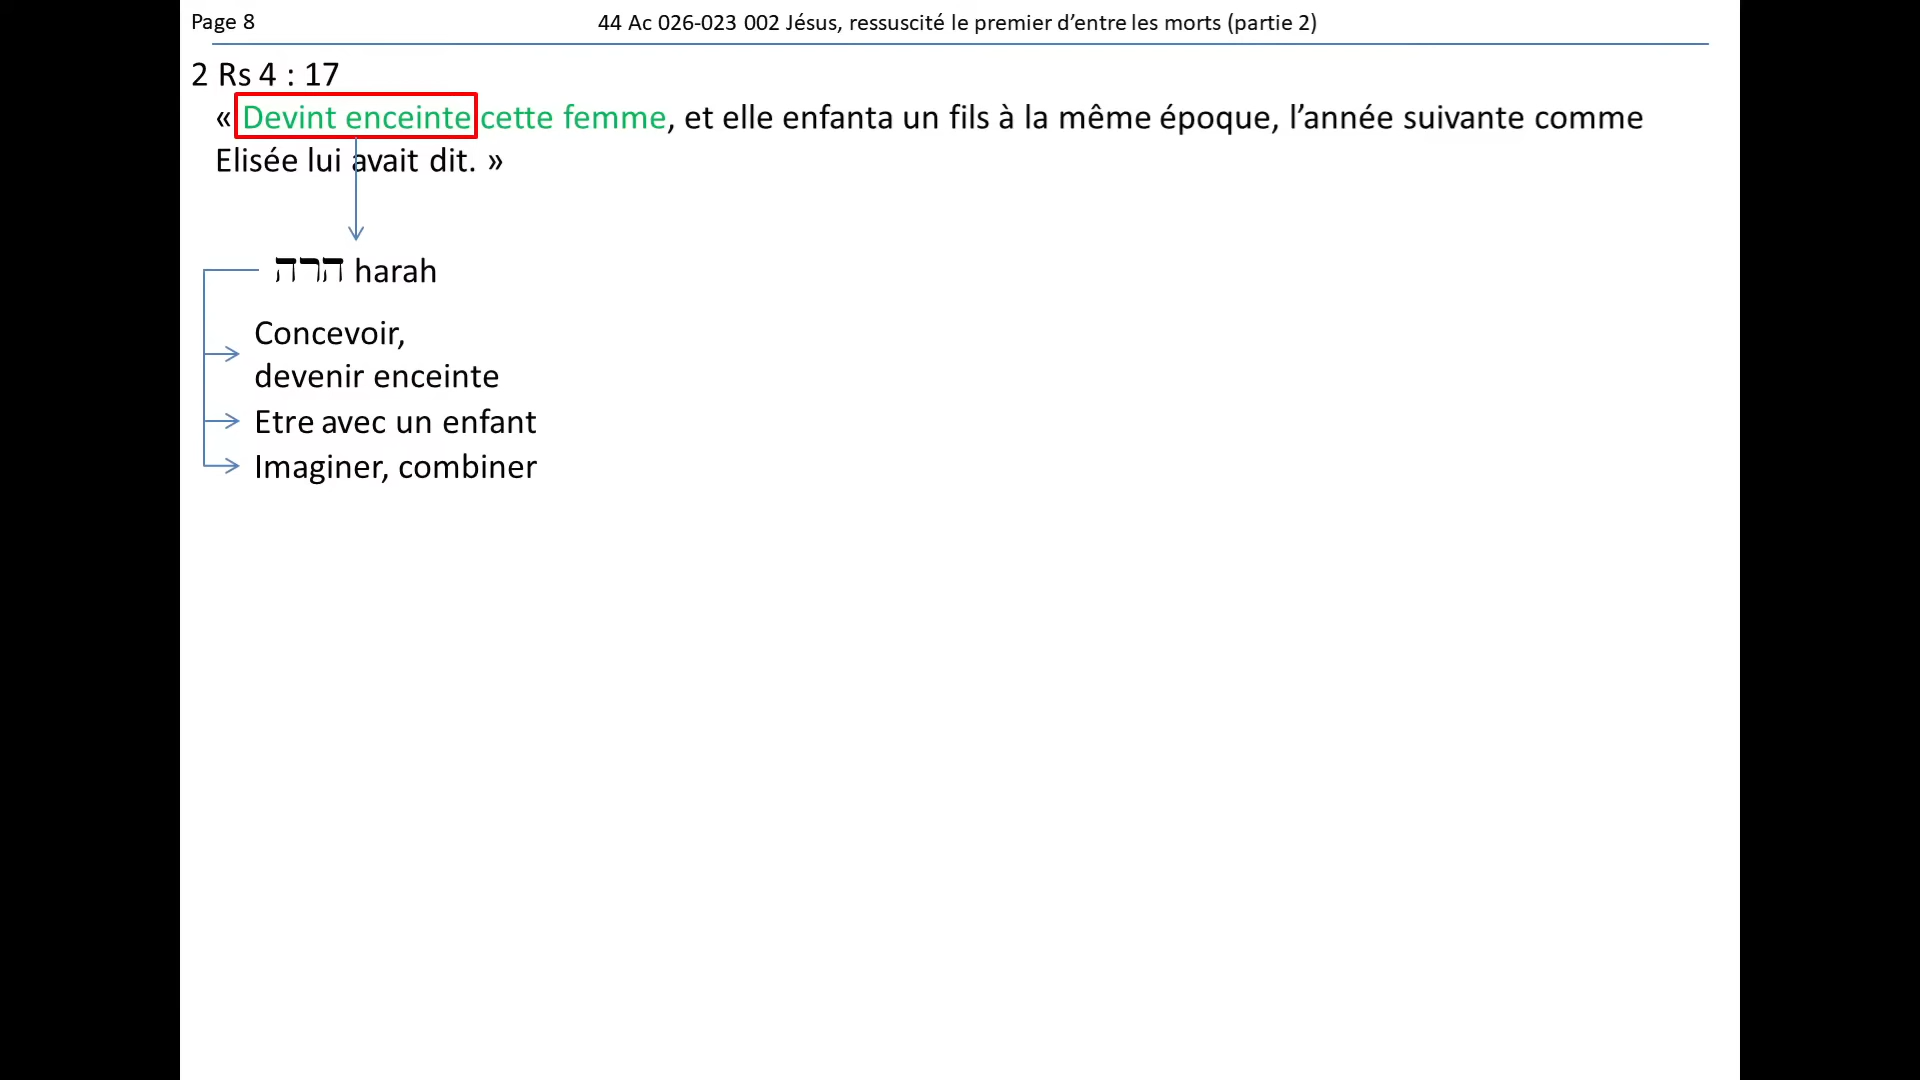 Page 8
44 Ac 026-023 002 Jésus, ressuscité le premier d’entre les morts (partie 2)
2 Rs 4 : 17
« Devint enceinte cette femme, et elle enfanta un fils à la même époque, l’année suivante comme
Elisée lui avait dit. »
הרה harah
Concevoir,
devenir enceinte
Etre avec un enfant
Imaginer, combiner